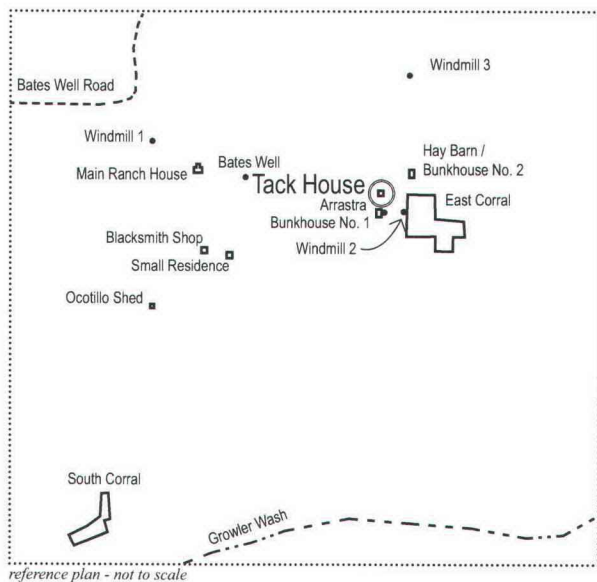 Windmill 3
Bates Well Road
Windmill 1
Main Ranch House
Bates Well
Hay Barn /
Bunkhouse No. 2
Tack House
Arrastra
Bunkhouse No. 1
East Corral
Windmill 2
Blacksmith Shop
Small Residence
Ocotillo Shed
South Corral
Growler Wash
reference plan - not to scale